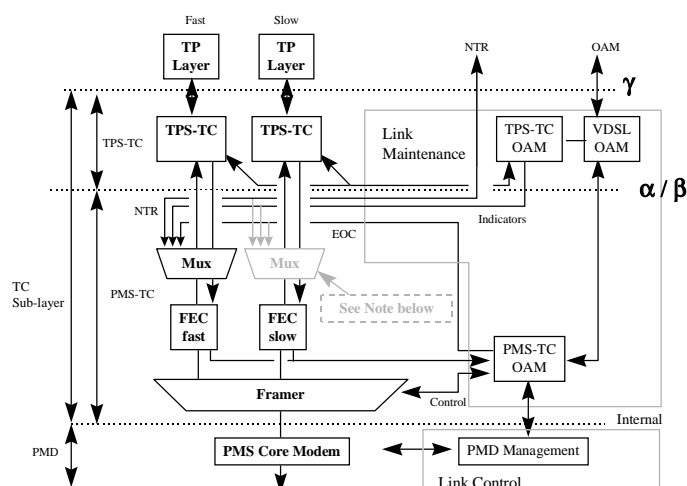 Fast
Slow
NTR
OAM
TP
Layer
TP
Layer
γ
TPS-TC
TPS-TC
TPS-TC
Link
Maintenance
TPS-TC
OAM
VDSL
OAM
α / β
NTR
Indicators
EOC
Mux
Mux
TC
Sub-layer
PMS-TC
See Note below
FEC
fast
FEC
slow
PMS-TC
OAM
Framer
Control
Internal
PMD
PMS Core Modem
PMD Management
Link Control